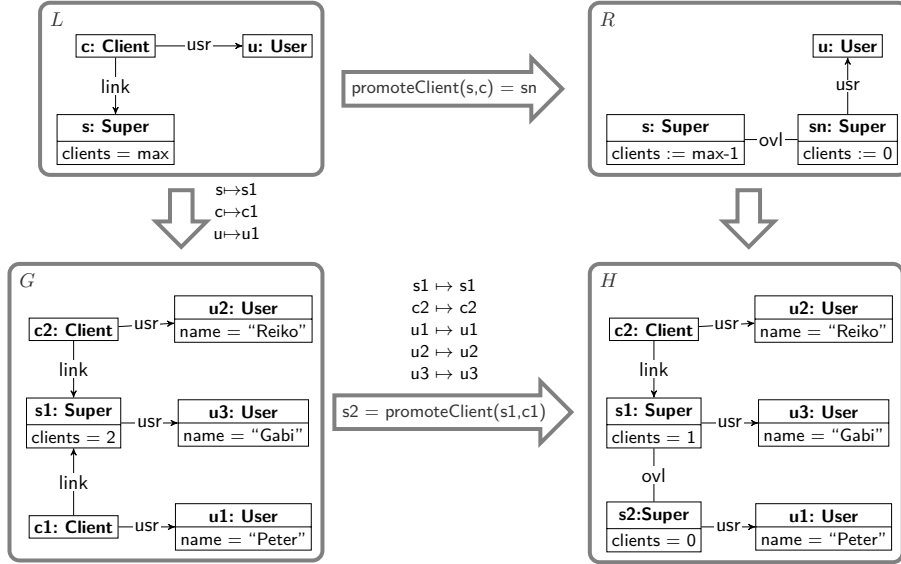 L
c: Client
usr
u: User
link
s: Super
clients = max
promoteClient(s,c) = sn
R
u: User
usr
s: Super
clients := max-1
ovl
sn: Super
clients := 0
s↦s1
c↦c1
u↦u1
G
u2: User
name = “Reiko”
c2: Client
usr
link
s1: Super
clients = 2
usr
u3: User
name = “Gabi”
link
c1: Client
usr
u1: User
name = “Peter”
s1 ↦ s1
c2 ↦ c2
u1 ↦ u1
u2 ↦ u2
u3 ↦ u3
s2 = promoteClient(s1,c1)
H
u2: User
name = “Reiko”
c2: Client
usr
link
s1: Super
clients = 1
usr
u3: User
name = “Gabi”
ovl
s2:Super
clients = 0
usr
u1: User
name = “Peter”